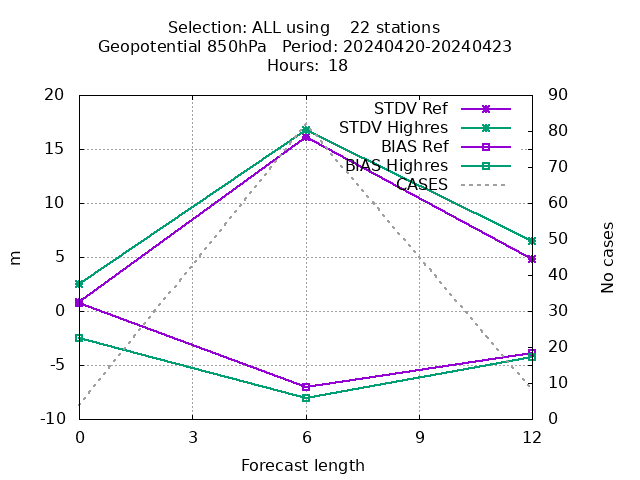 Selection: ALL using    22 stations
Geopotential 850hPa   Period: 20240420-20240423
Hours:  18
20
15
10
5
0
-5
-10
m
STDV Ref
STDV Highres
BIAS Ref
BIAS Highres
CASES
90
80
70
60
50
40
30
20
10
0
No cases
0
3
6
9
12
Forecast length